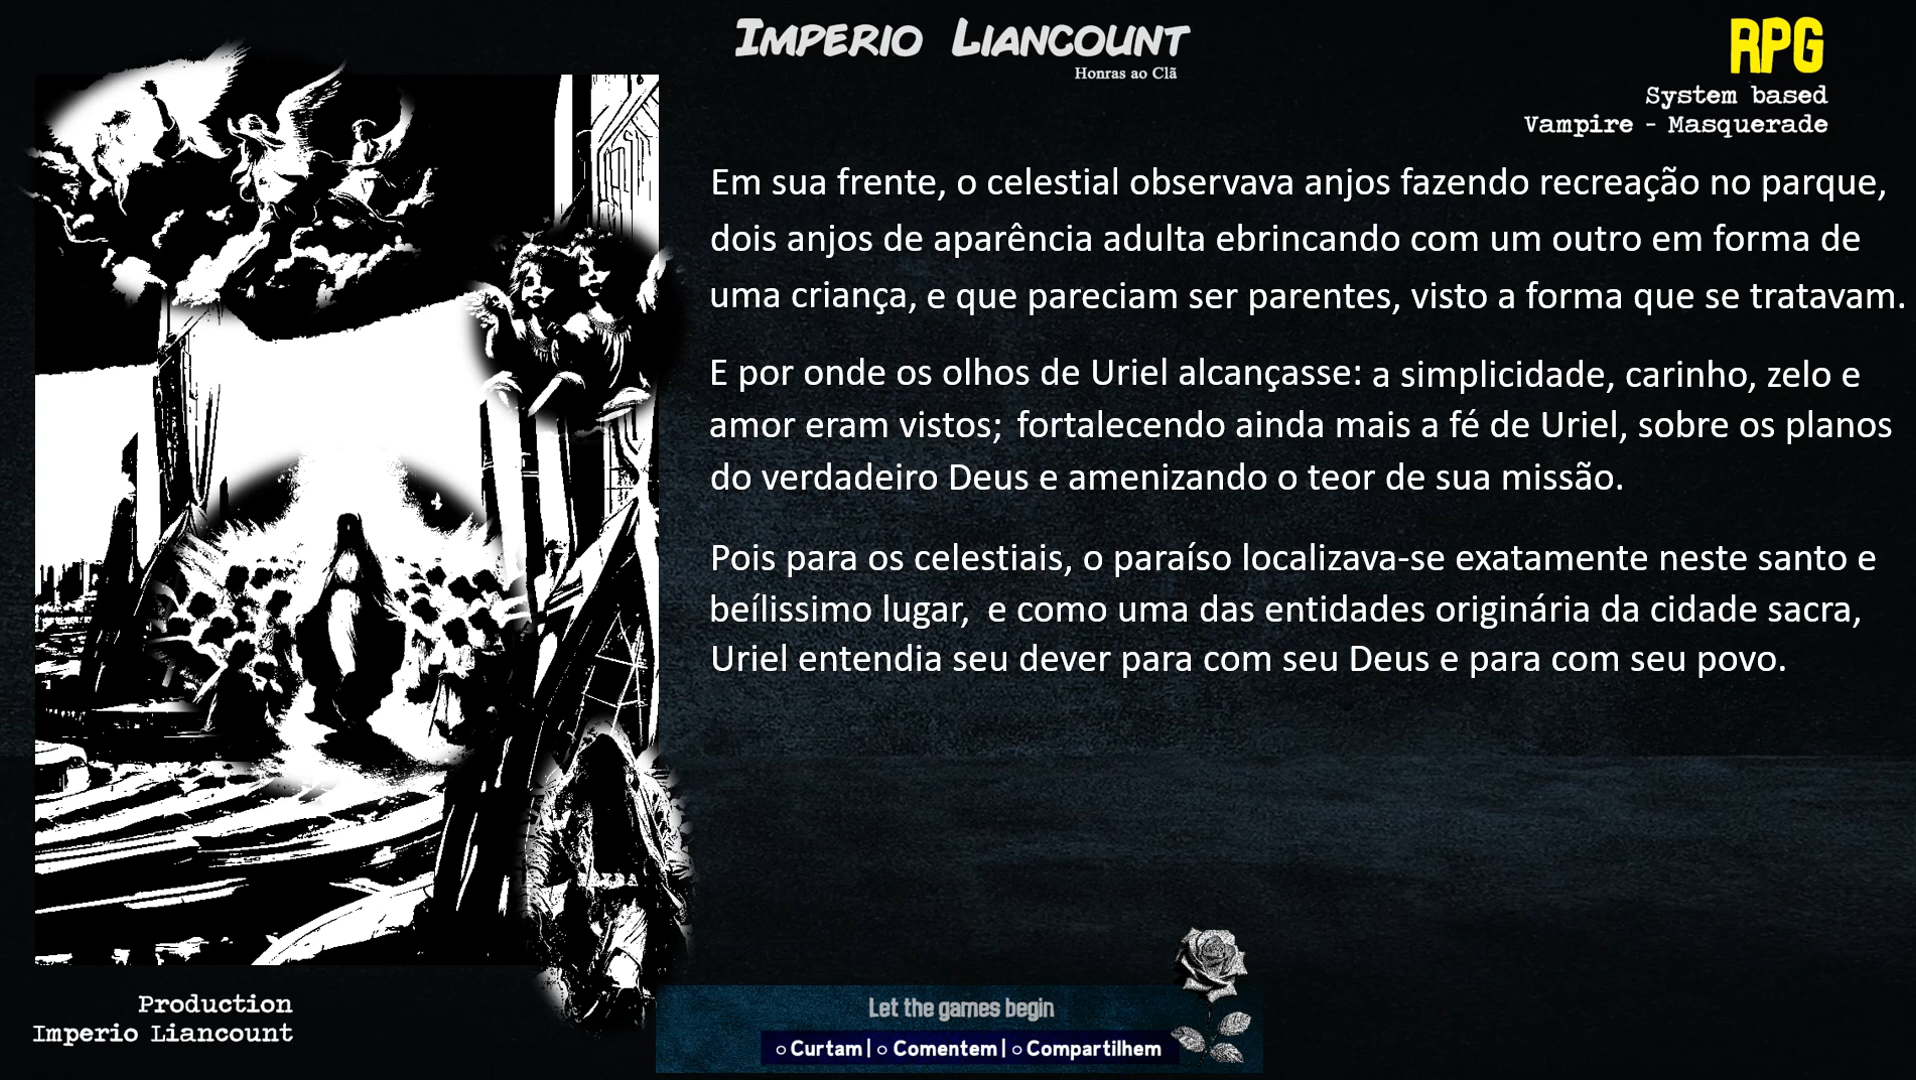 Imperio Liancount
Honras ao Clã
RPG
System based
Vampire - Masquerade
Em sua frente, o celestial observava anjos fazendo recreação no parque,
dois anjos de aparência adulta ebrincando com um outro em forma de
uma criança, e que pareciam ser parentes, visto a forma que se tratavam.
E por onde os olhos de Uriel alcançasse: a simplicidade, carinho, zelo e
amor eram vistos; fortalecendo ainda mais a fé de Uriel, sobre os planos
do verdadeiro Deus e amenizando o teor de sua missão.
Pois para os celestiais, o paraíso localizava-se exatamente neste santo e
beílissimo lugar, e como uma das entidades originária da cidade sacra,
Uriel entendia seu dever para com seu Deus e para com seu povo.
Production
Imperio Liancount
Let the games begin
○ Curtam | ○ Comentem | ○ Compartilhem